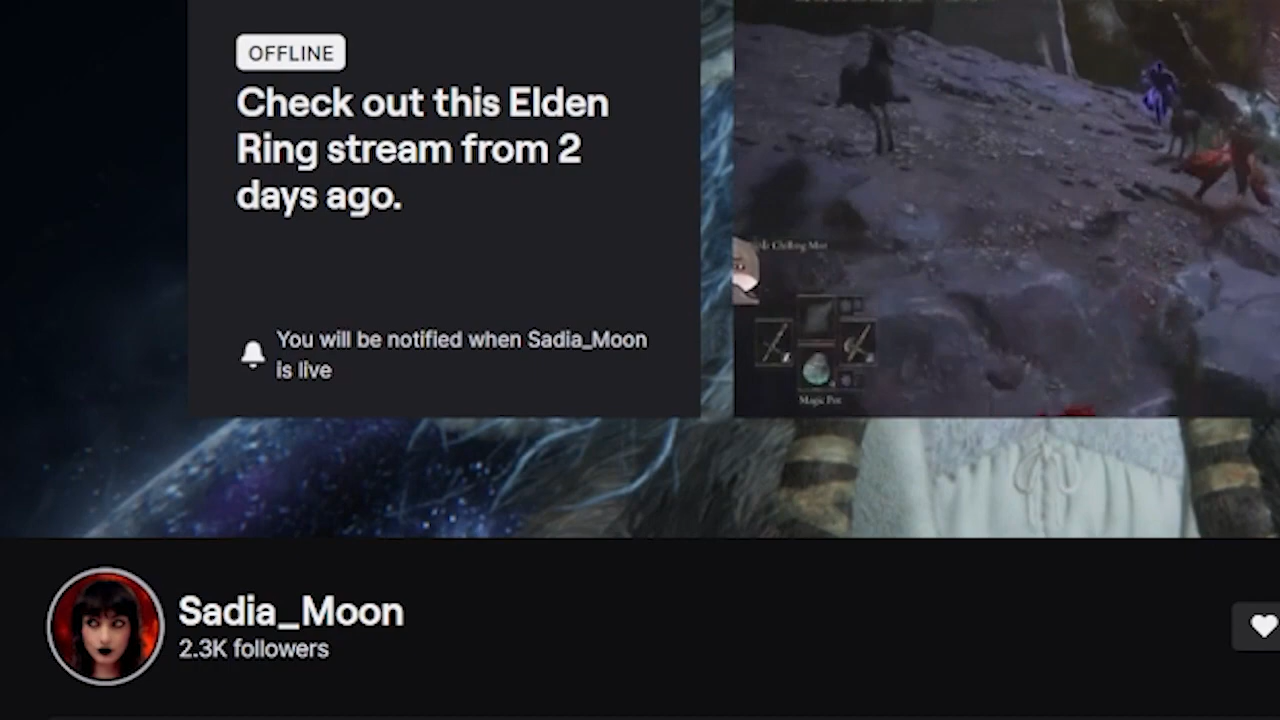 OFFLINE
Check out this Elden
Ring stream from 2
days ago.
You will be notified when Sadia_Moon
is live
Magic Pot
Sadia_Moon
2.3K followers